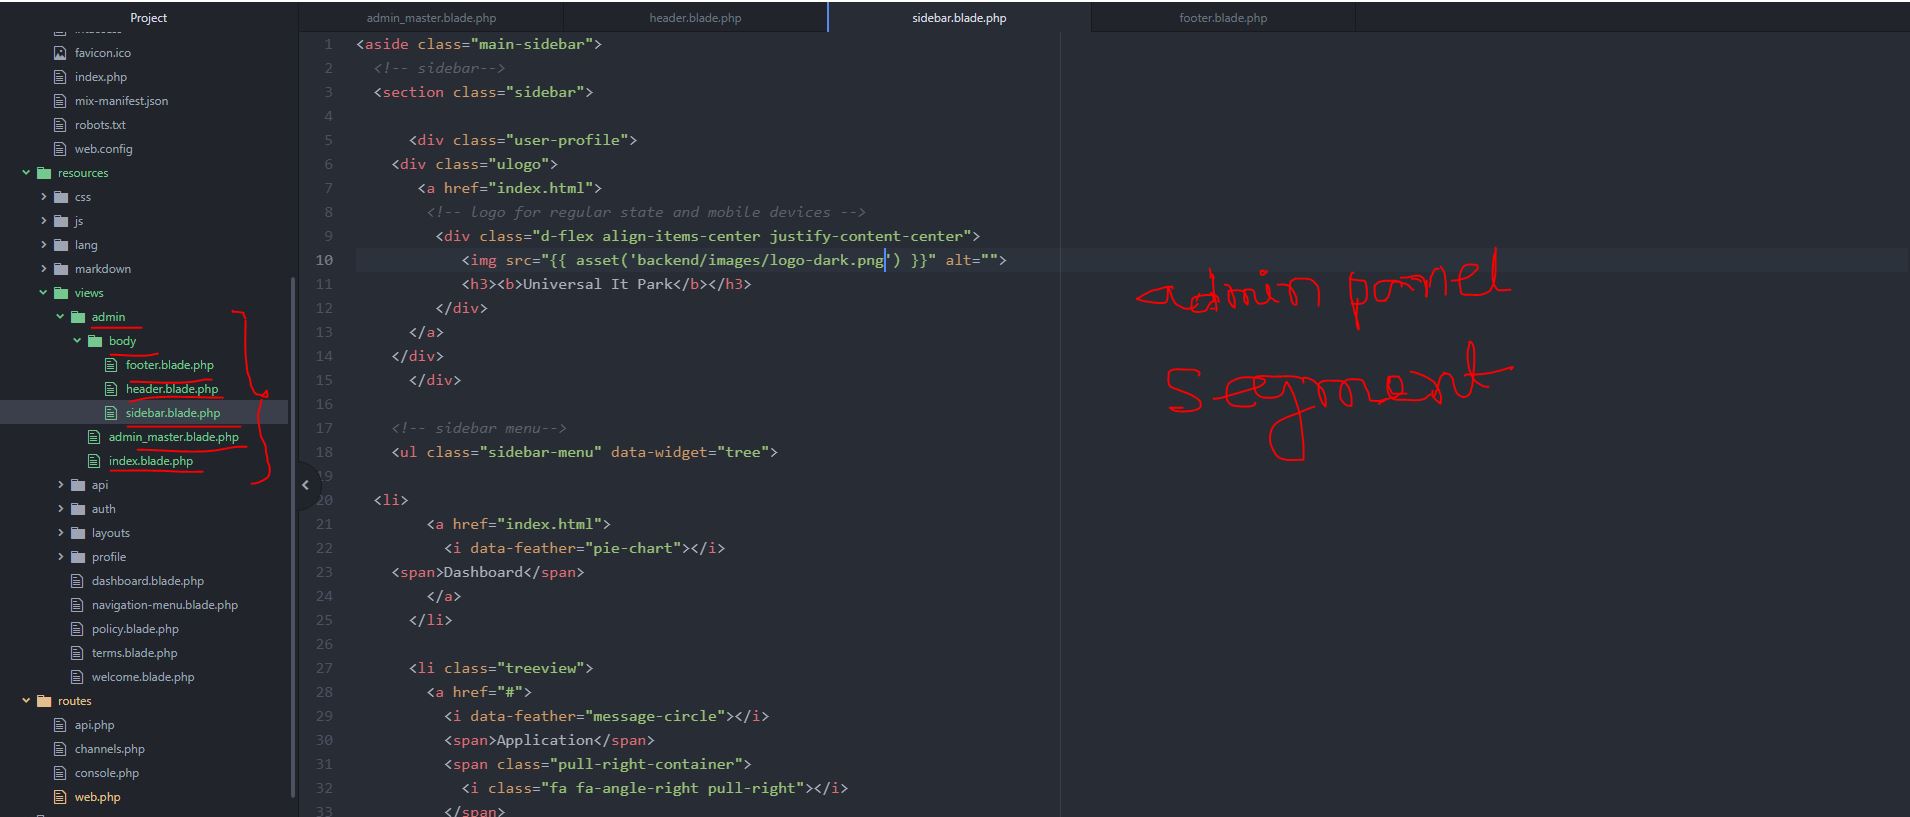 Project
admin_master.blade.php
header.blade.php
sidebar.blade.php
footer.blade.php
favicon.ico
index.php
mix-manifest.json
robots.txt
web.config
resources
css
js
lang
markdown
views
admin
body
footer.blade.php
header.blade.php
sidebar.blade.php
admin_master.blade.php
index.blade.php
api
auth
layouts
profile
dashboard.blade.php
navigation-menu.blade.php
policy.blade.php
terms.blade.php
welcome.blade.php
routes
api.php
channels.php
console.php
web.php
1 <aside class="main-sidebar">
2 <!-- sidebar-->
3 <section class="sidebar">
4
5 <div class="user-profile">
6 <div class="ulogo">
7 <a href="index.html">
8 <!-- logo for regular state and mobile devices -->
9 <div class="d-flex align-items-center justify-content-center">
10 <img src="{{ asset('backend/images/logo-dark.png') }}" alt="">
11 <h3><b>Universal It Park</b></h3>
12 </div>
13 </a>
14 </div>
15 </div>
16
17 <!-- sidebar menu-->
18 <ul class="sidebar-menu" data-widget="tree">
19
20 <li>
21 <a href="index.html">
22 <i data-feather="pie-chart"></i>
23 <span>Dashboard</span>
24 </a>
25 </li>
26
27 <li class="treeview">
28 <a href="#">
29 <i data-feather="message-circle"></i>
30 <span>Application</span>
31 <span class="pull-right-container">
32 <i class="fa fa-angle-right pull-right"></i>
33 </span>
admin pannel
segment